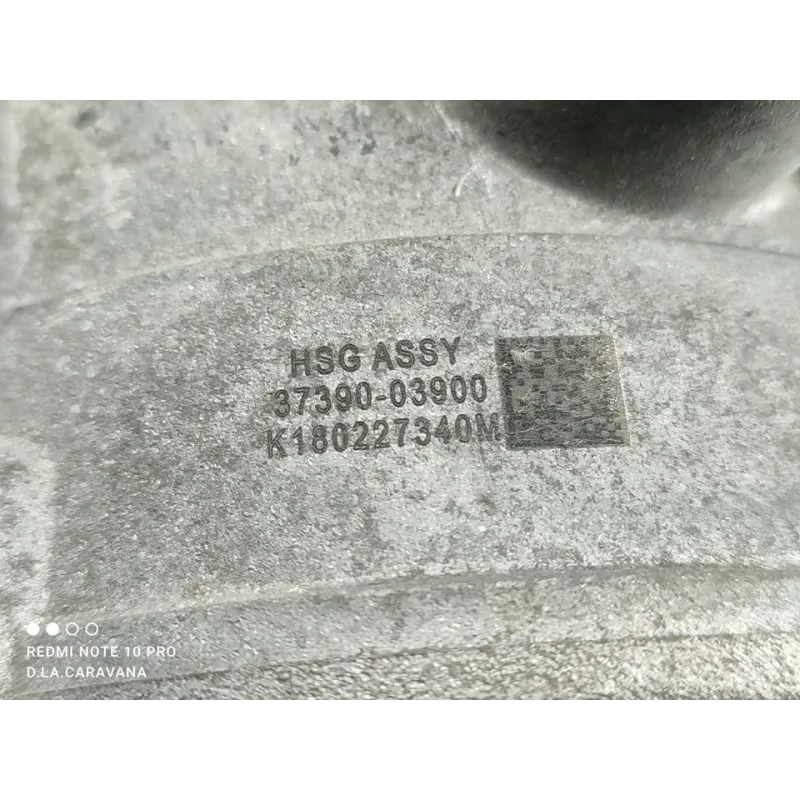 HSG ASSY
37390-03900
K180227340M
REDMI NOTE 10 PRO
D.LA.CARAVANA